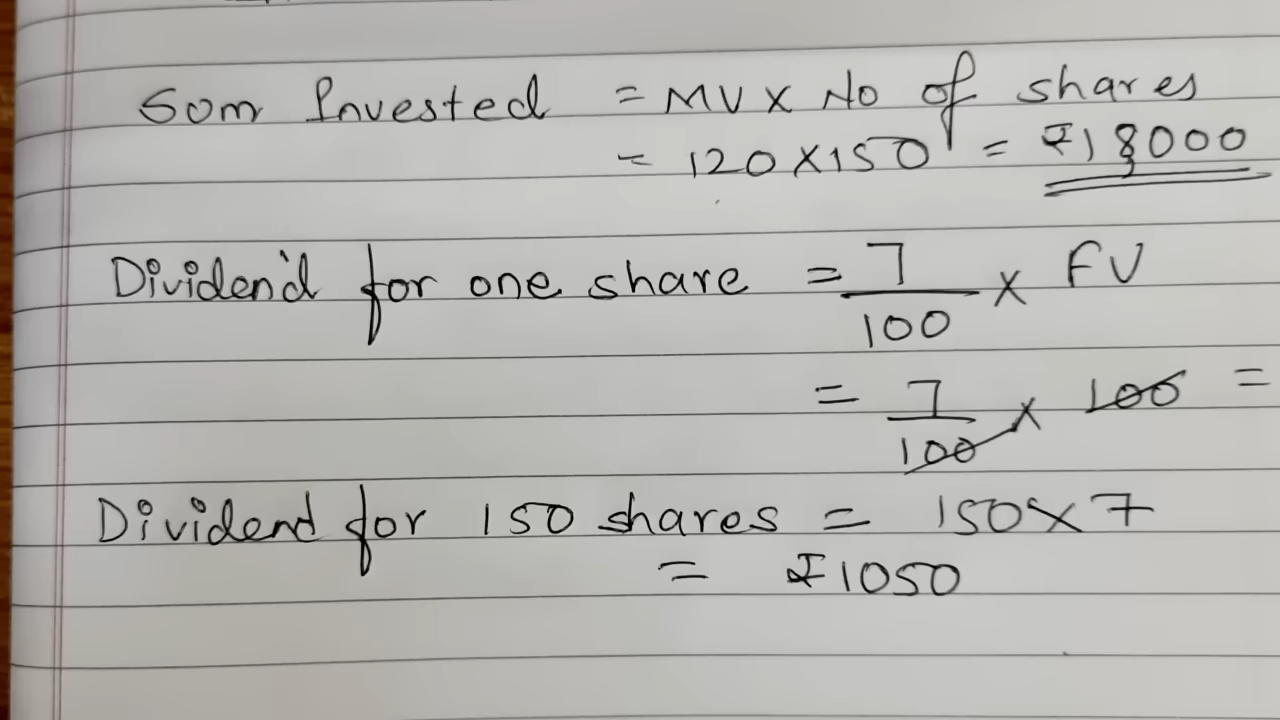 Som Invested = MV X No of shares
= 120 X 150 = ₹18000
Dividend for one share = 7/100 x FV
= 7/100 x 100 =
Dividend for 150 shares = 150 x 7
= ₹1050